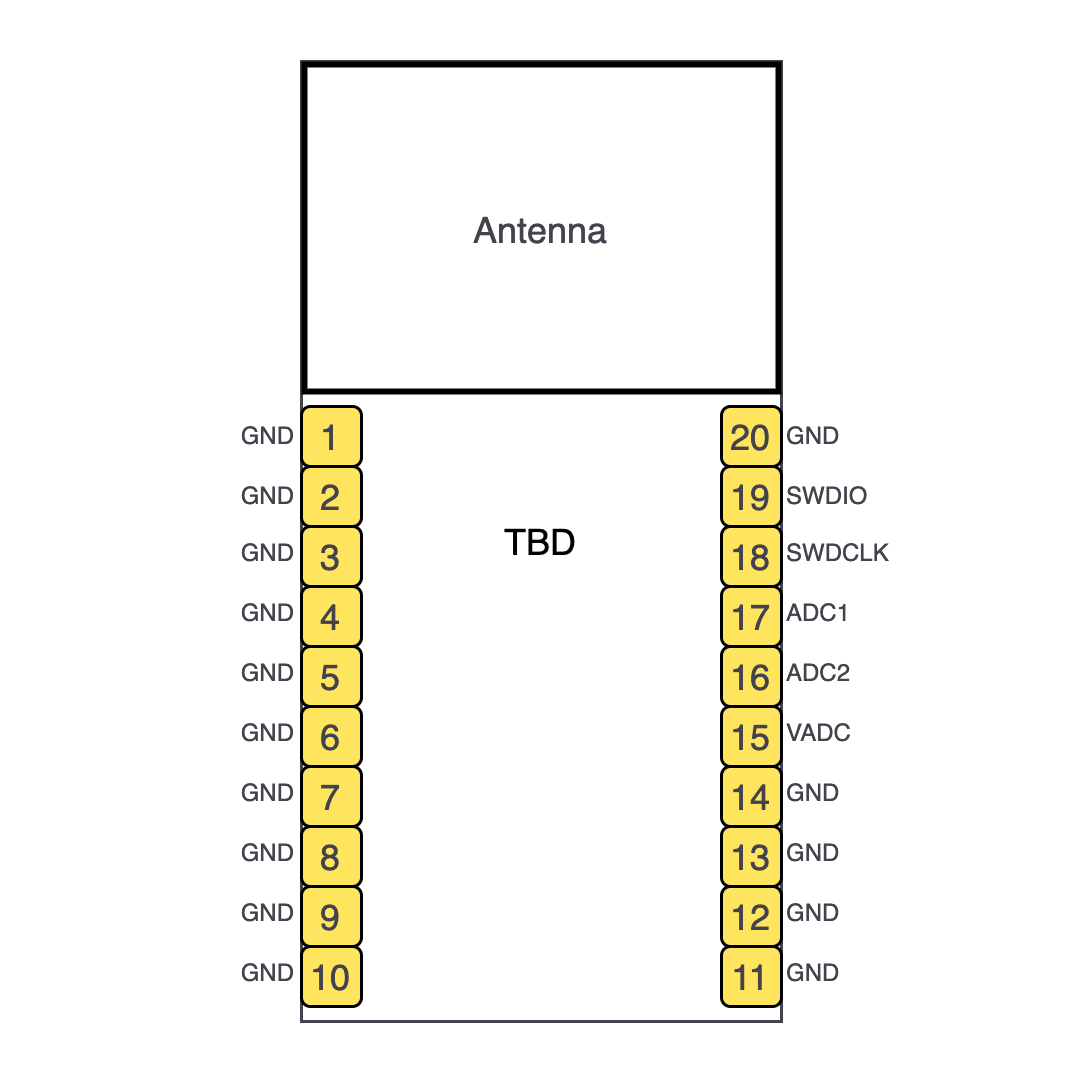 Antenna
GND 1 20 GND
GND 2 19 SWDIO
TBD
GND 3 18 SWDCLK
GND 4 17 ADC1
GND 5 16 ADC2
GND 6 15 VADC
GND 7 14 GND
GND 8 13 GND
GND 9 12 GND
GND 10 11 GND